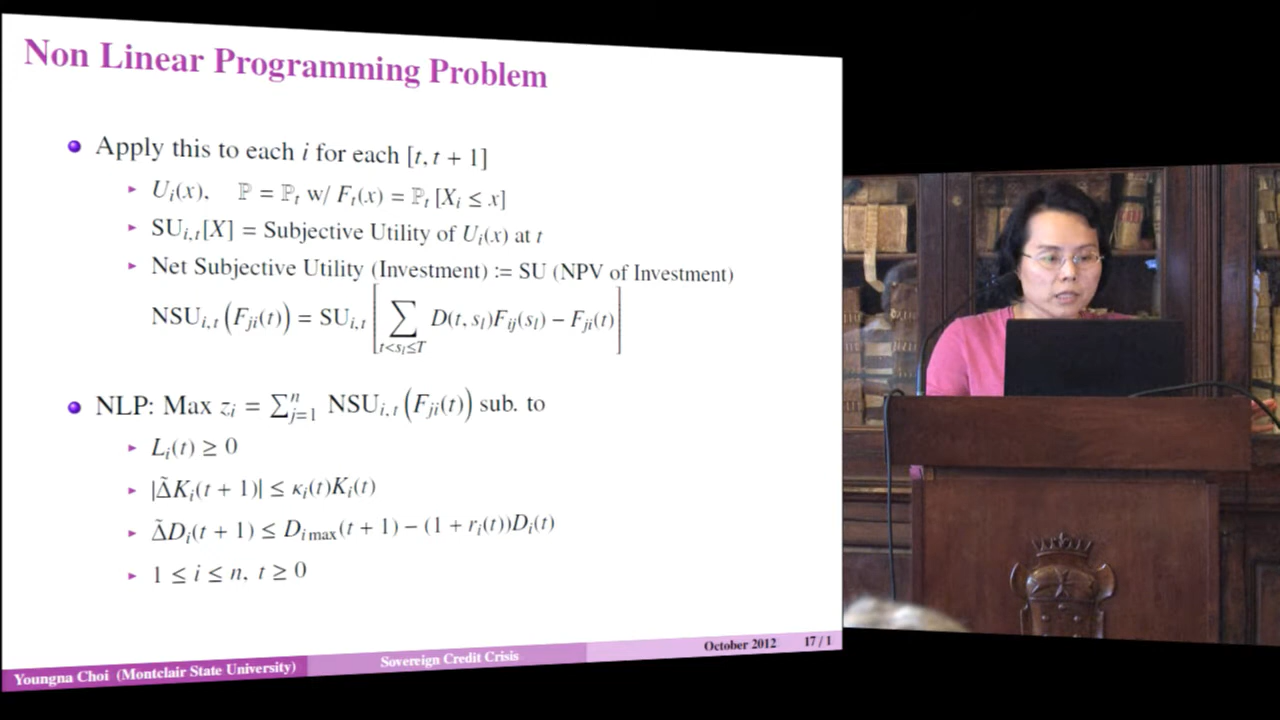 Non Linear Programming Problem
Apply this to each i for each [t, t + 1]
U_i(x), ℙ = ℙ_t w/ F_t(x) = ℙ_t [X_i ≤ x]
SU_{i,t}[X] = Subjective Utility of U_i(x) at t
Net Subjective Utility (Investment) := SU (NPV of Investment)
NSU_{i,t}(F_{ji}(t)) = SU_{i,t} [∑_{t<s_l≤T} D(t, s_l)F_{ij}(s_l) − F_{ji}(t)]
NLP: Max z_i = ∑_{j=1}^n NSU_{i,t}(F_{ji}(t)) sub. to
L_i(t) ≥ 0
|Δ̃K_i(t + 1)| ≤ κ_i(t)K_i(t)
Δ̃D_i(t + 1) ≤ D_{i max}(t + 1) − (1 + r_i(t))D_i(t)
1 ≤ i ≤ n, t ≥ 0
Youngna Choi (Montclair State University) Sovereign Credit Crisis October 2012 17 / 1